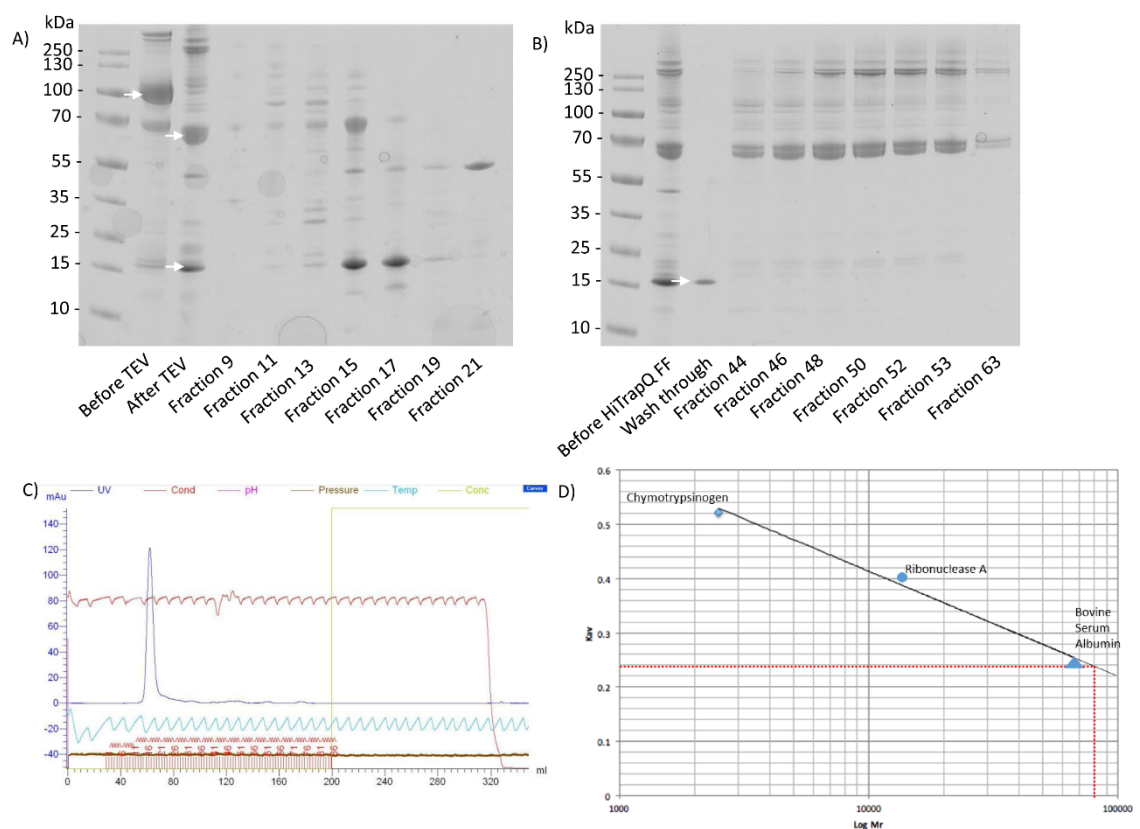 A)
kDa
250 -
130 -
100 -
70 -
55 -
35 -
25 -
15 -
10 -
Before TEV
After TEV
Fraction 9
Fraction 11
Fraction 13
Fraction 15
Fraction 17
Fraction 19
Fraction 21
B)
kDa
250 -
130 -
100 -
70 -
55 -
35 -
25 -
15 -
10 -
Before HiTrapQ FF
Wash through
Fraction 44
Fraction 46
Fraction 48
Fraction 50
Fraction 52
Fraction 53
Fraction 63
C)
UV Cond pH Pressure Temp Conc Curves
mAu
140
120
100
80
60
40
20
0
-20
-40
0 40 80 120 160 200 240 280 320 ml
D)
0.6
0.5
0.4
0.3
0.2
0.1
0
Kav
Chymotrypsinogen
Ribonuclease A
Bovine
Serum
Albumin
1000 10000 100000
Log Mr